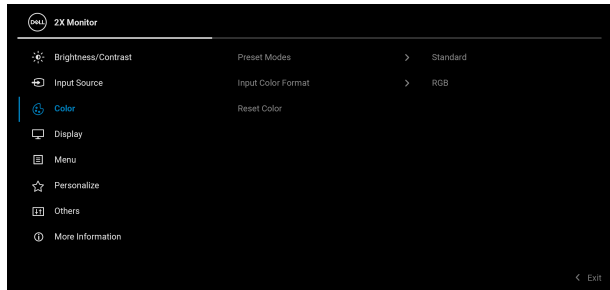 DELL 2X Monitor
Brightness/Contrast Preset Modes > Standard
Input Source Input Color Format > RGB
Color Reset Color
Display
Menu
Personalize
Others
More Information
< Exit